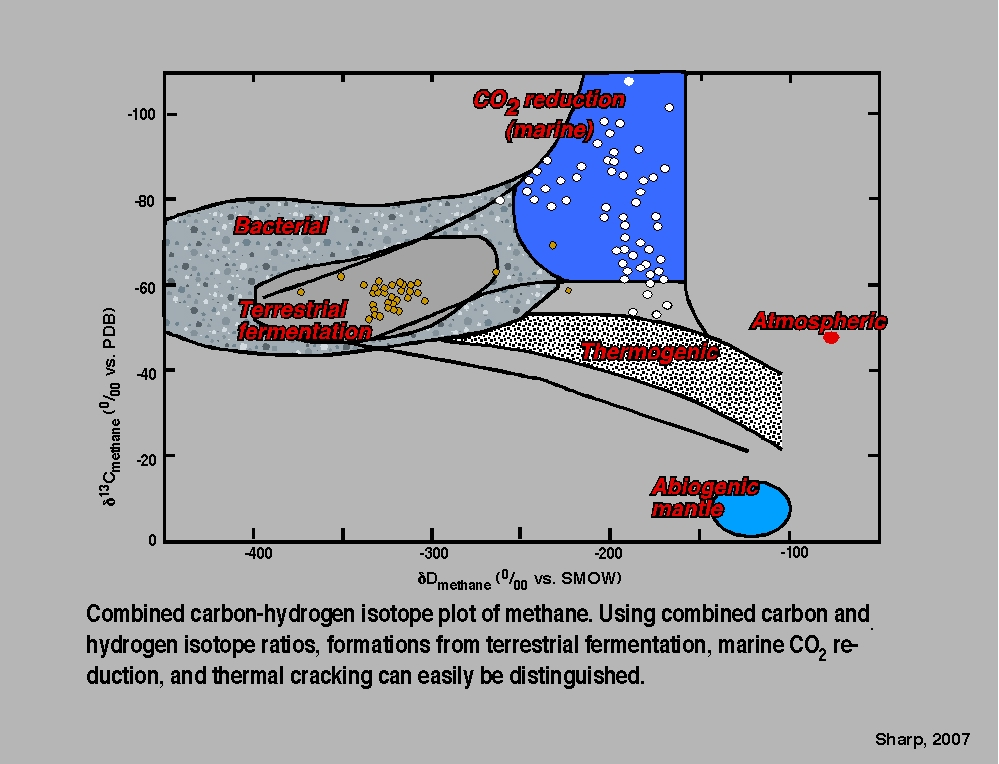 CO2 reduction
(marine)
-100
-80
Bacterial
-60
Terrestrial
fermentation
Atmospheric
Thermogenic
-40
-20
Abiogenic
mantle
0
δ13Cmethane (0/00 vs. PDB)
-400
-300
-200
-100
δDmethane (0/00 vs. SMOW)
Combined carbon-hydrogen isotope plot of methane. Using combined carbon and
hydrogen isotope ratios, formations from terrestrial fermentation, marine CO2 re-
duction, and thermal cracking can easily be distinguished.
Sharp, 2007